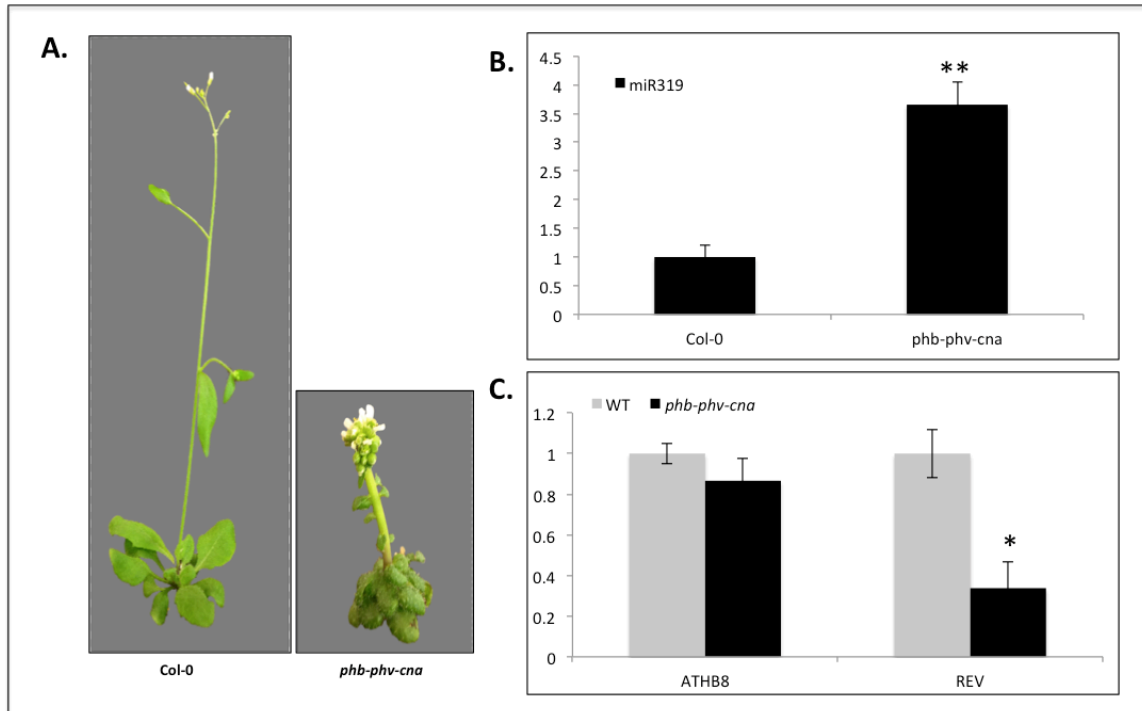 A.
Col-0
phb-phv-cna
B.
miR319
4.5
4
3.5
3
2.5
2
1.5
1
0.5
0
**
Col-0
phb-phv-cna
C.
WT
phb-phv-cna
1.2
1
0.8
0.6
0.4
0.2
0
*
ATHB8
REV